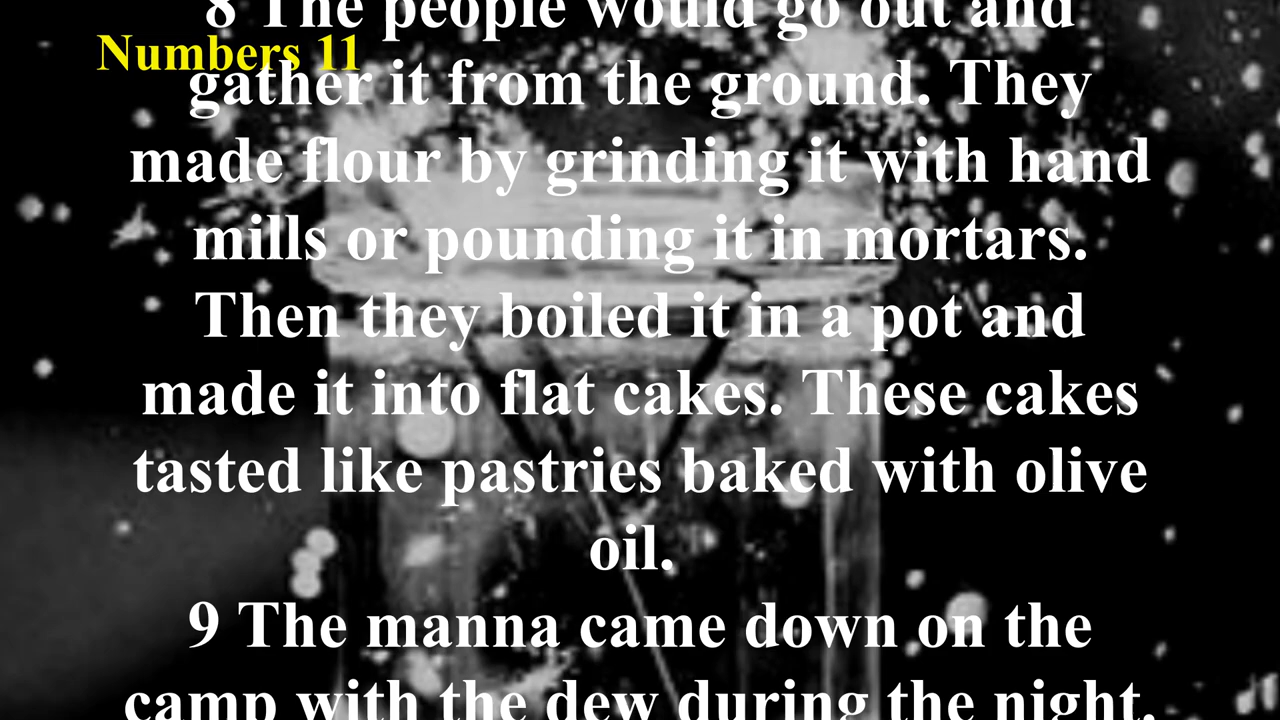 8 The people would go out and
Numbers 11
gather it from the ground. They
made flour by grinding it with hand
mills or pounding it in mortars.
Then they boiled it in a pot and
made it into flat cakes. These cakes
tasted like pastries baked with olive
oil.
9 The manna came down on the
camp with the dew during the night.